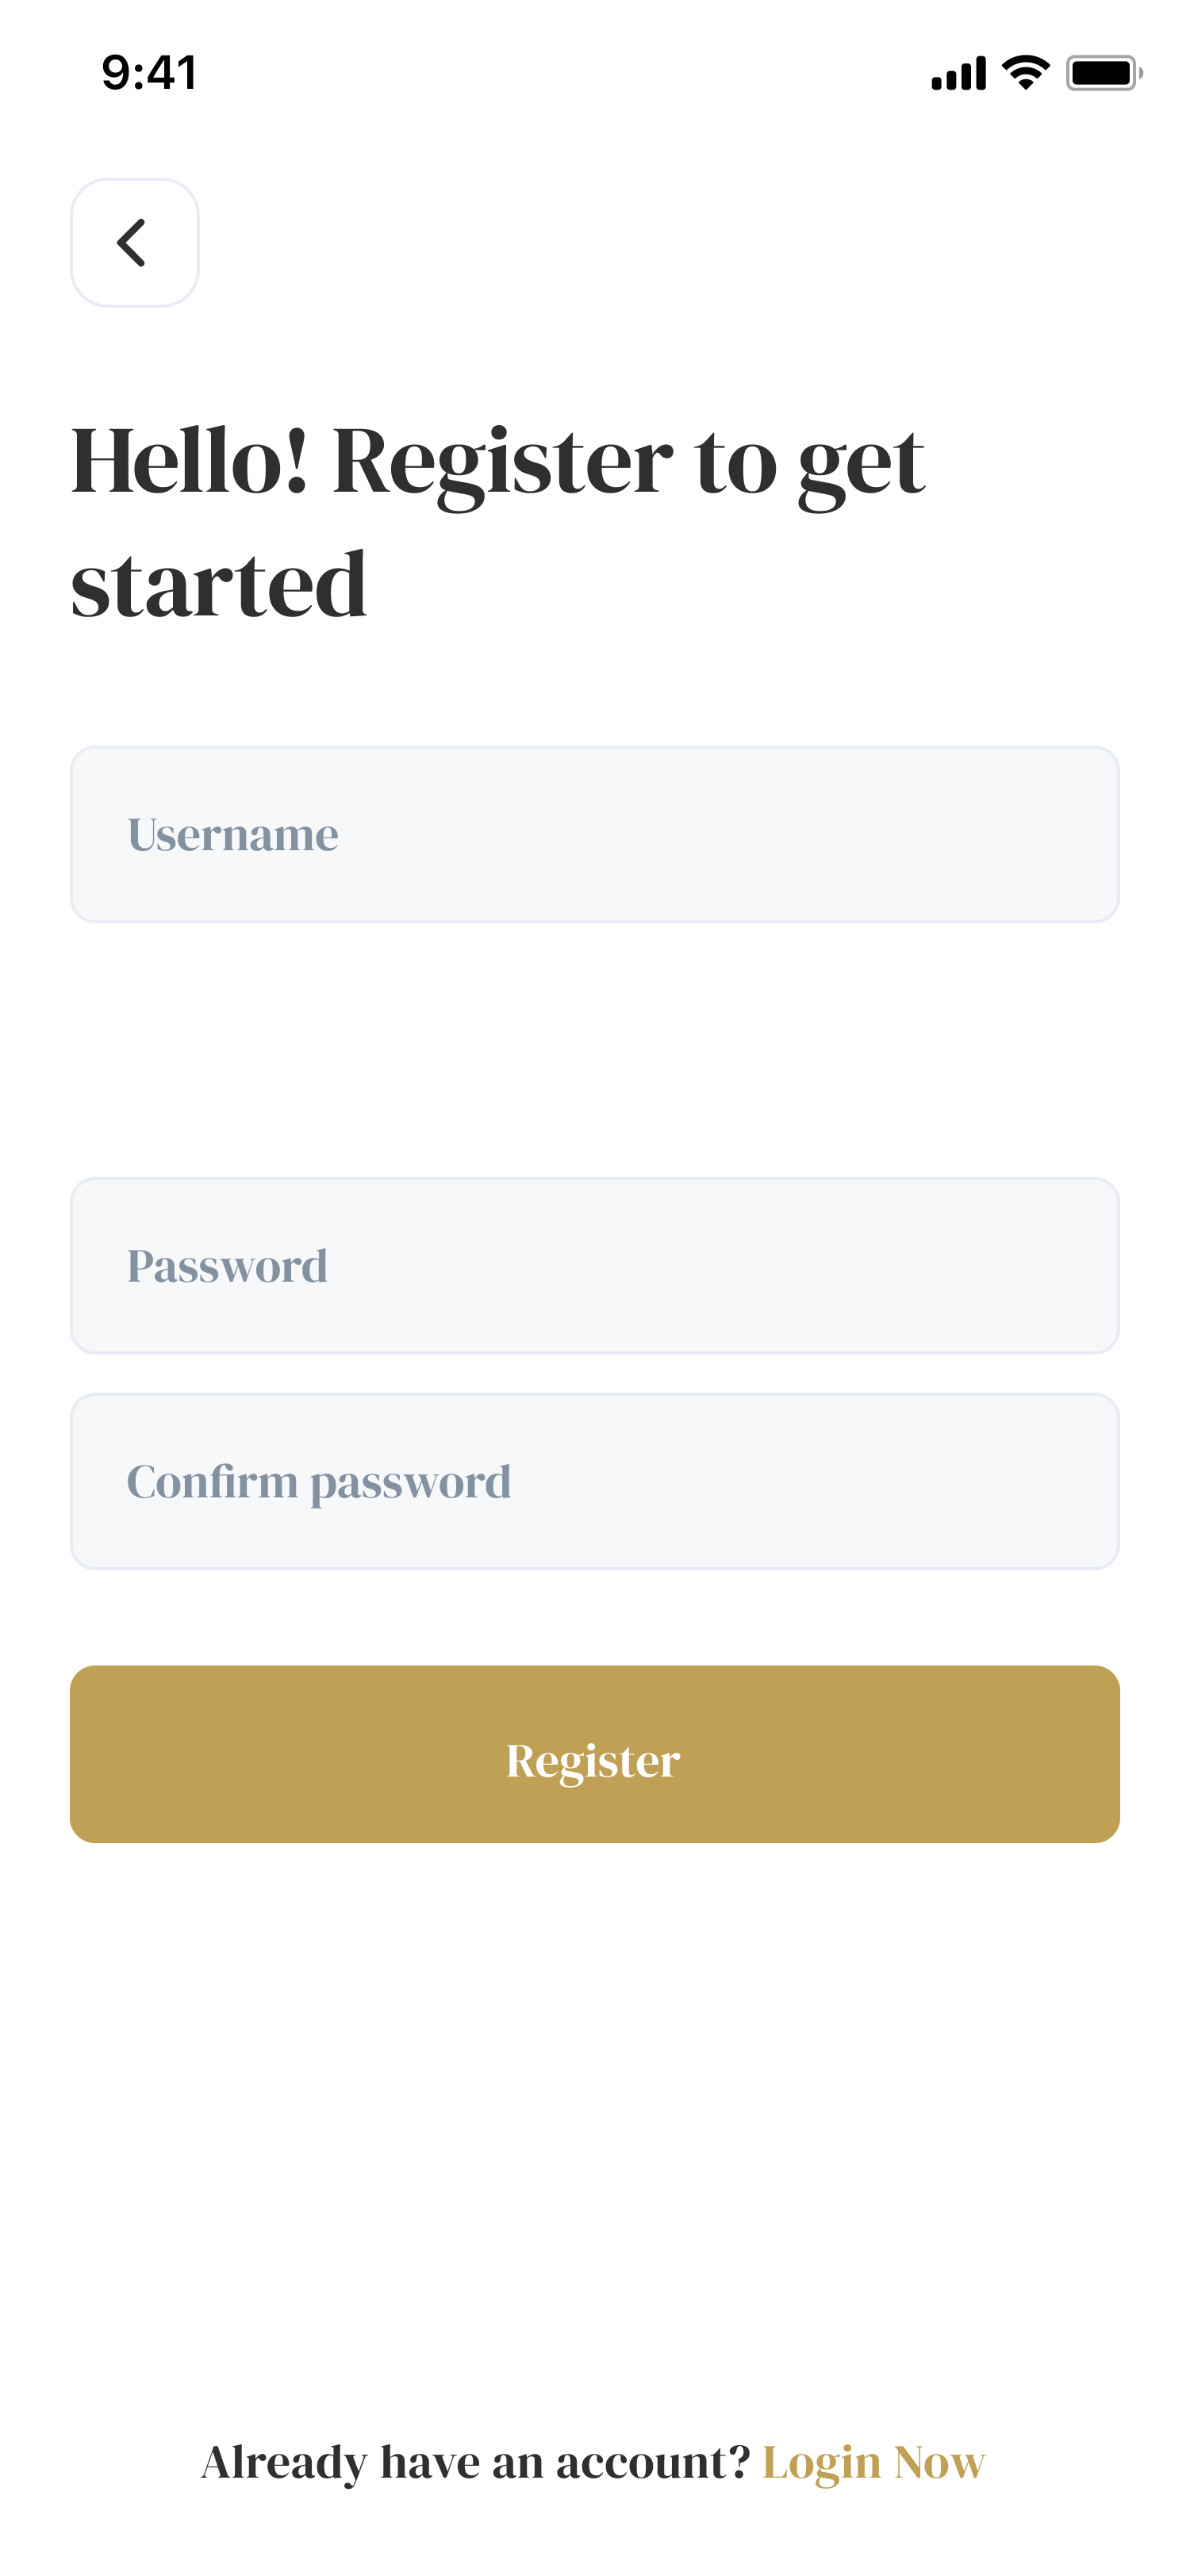 9:41
Hello! Register to get
started
Username
Password
Confirm password
Register
Already have an account? Login Now